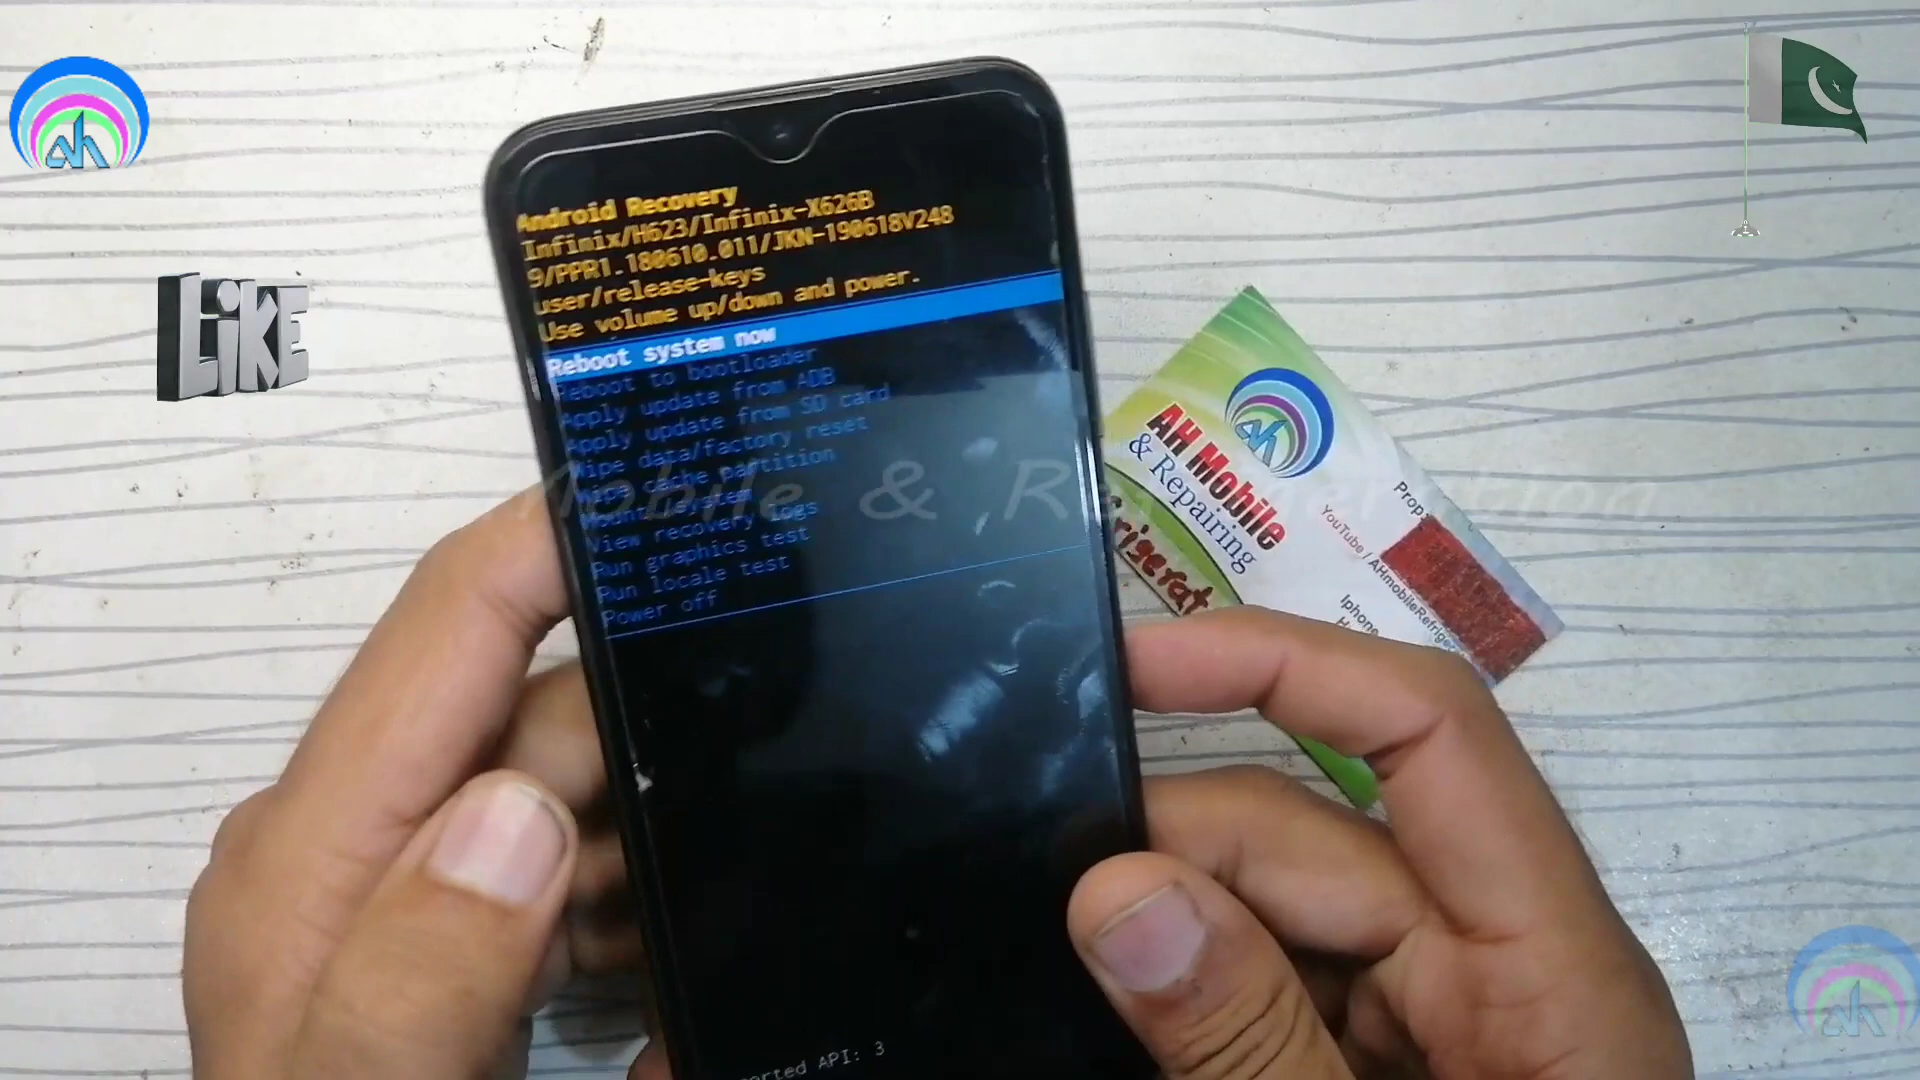 LIKE
Android Recovery
Infinix/H623/Infinix-X626B
9/PPR1.180610.011/JKN-190618V248
user/release-keys
Use volume up/down and power.
Reboot system now
Reboot to bootloader
Apply update from ADB
Apply update from SD card
Wipe data/factory reset
Wipe cache partition
Mount /system
View recovery logs
Run graphics test
Run locale test
Power off
Mobile &
AH Mobile
& Repairing
Prop:
YouTube / AHmobileRefrige
Iphone
API: 3